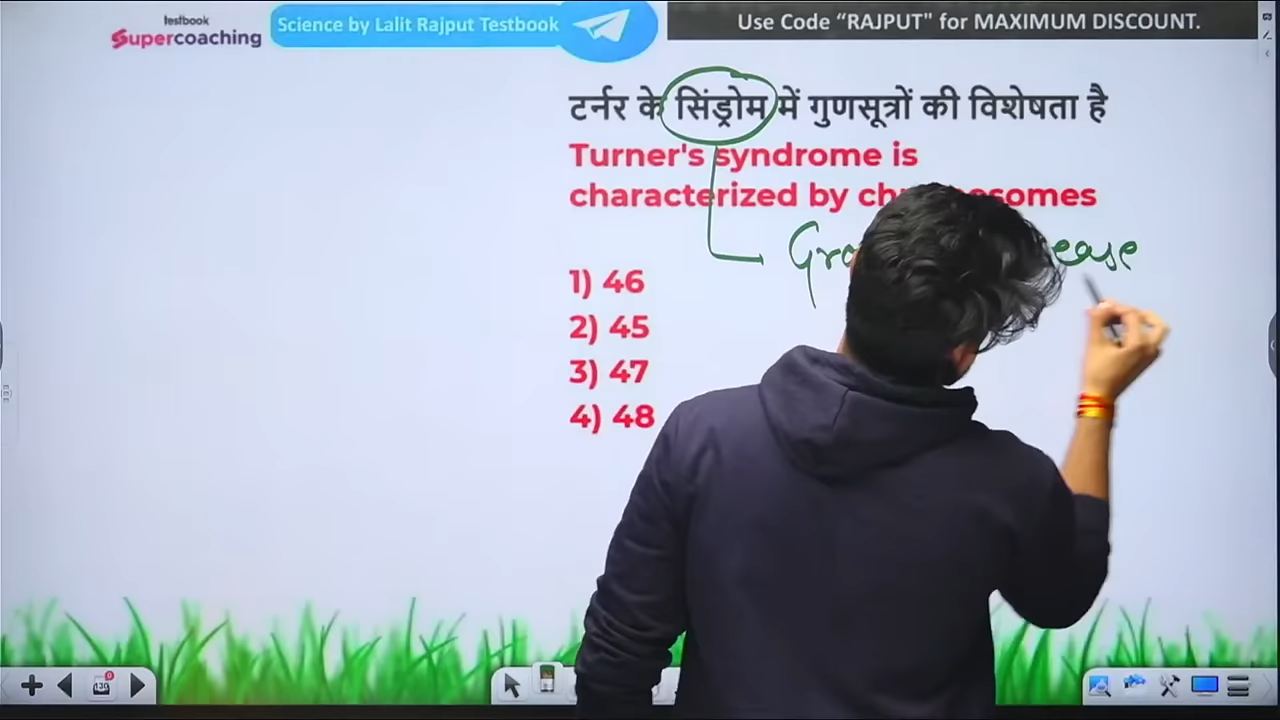 testbook
Supercoaching
Science by Lalit Rajput Testbook
Use Code “RAJPUT" for MAXIMUM DISCOUNT.
टर्नर के सिंड्रोम में गुणसूत्रों की विशेषता है
Turner's syndrome is
characterized by
1) 46
2) 45
3) 47
4) 48
130